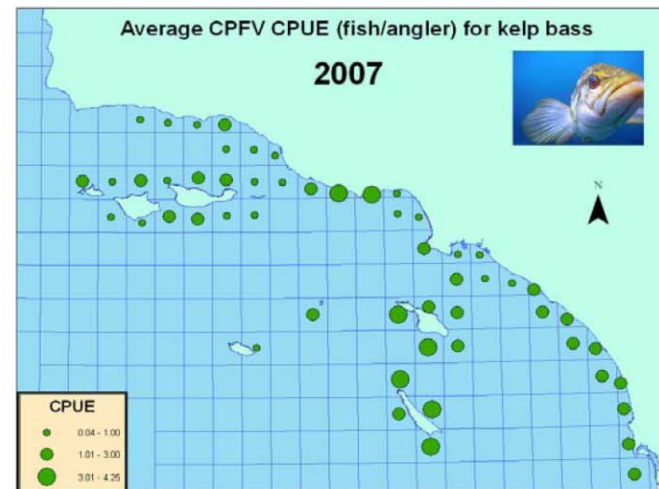 Average CPFV CPUE (fish/angler) for kelp bass
2007
N
CPUE
0.04 - 1.00
1.01 - 3.00
3.01 - 4.25